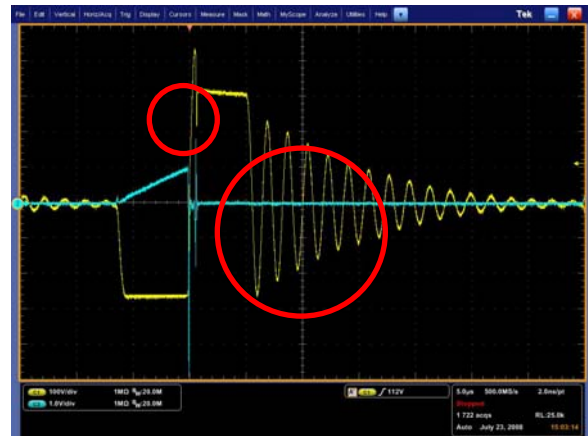 File Edit Vertical Horiz/Acq Trig Display Cursors Measure Mask Math MyScope Analyze Utilities Help
Tek
C1 100V/div 1MΩ BW:20.0M
C2 1.0V/div 1MΩ BW:20.0M
A C1 / 112V
5.0µs 500.0MS/s 2.0ns/pt
Stopped
1 722 acqs RL:25.0k
Auto July 23, 2008 15:03:14